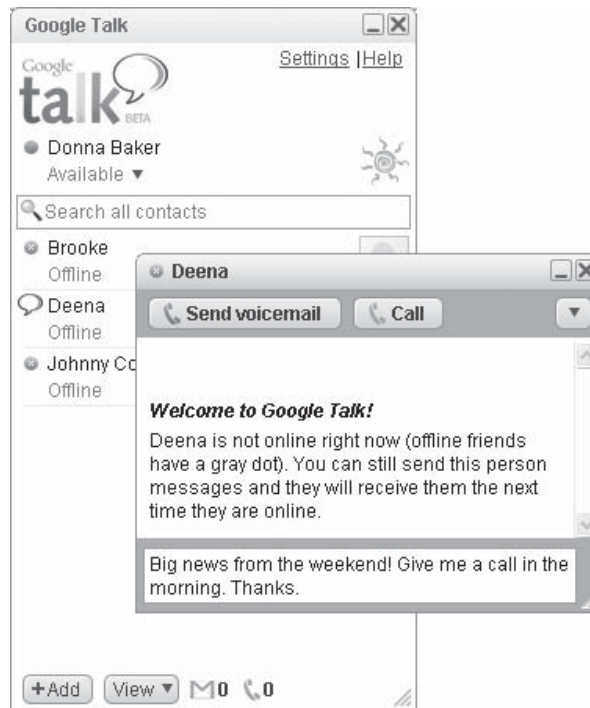 Google Talk
Settings | Help
Google
talk
BETA
Donna Baker
Available
Search all contacts
Brooke
Offline
Deena
Offline
Johnny Co
Offline
Deena
Send voicemail
Call
Welcome to Google Talk!
Deena is not online right now (offline friends
have a gray dot). You can still send this person
messages and they will receive them the next
time they are online.
Big news from the weekend! Give me a call in the
morning. Thanks.
+Add
View
0
0